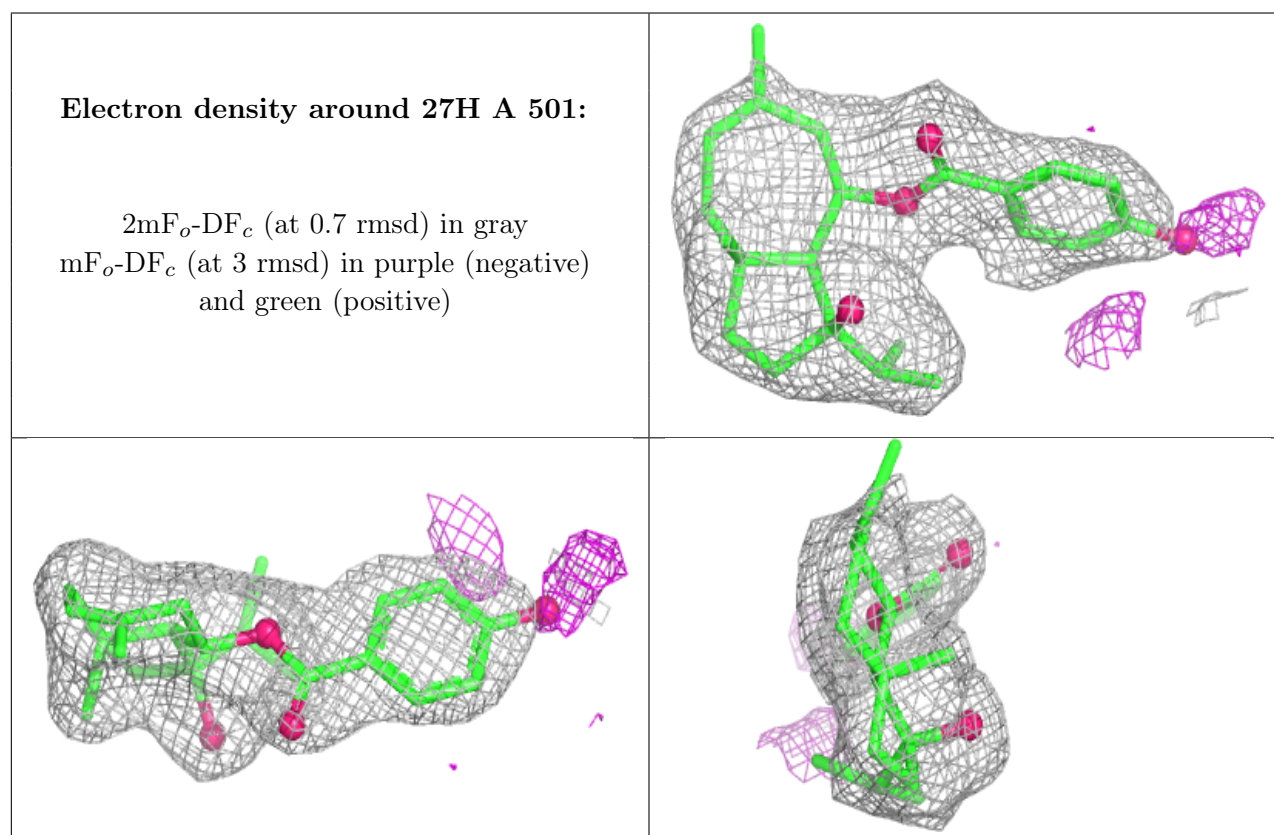 Electron density around 27H A 501:
2mFo-DFc (at 0.7 rmsd) in gray
mFo-DFc (at 3 rmsd) in purple (negative)
and green (positive)